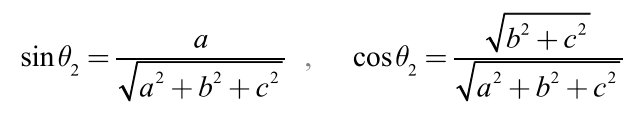 sin θ₂ = a / √(a² + b² + c²) , cos θ₂ = √(b² + c²) / √(a² + b² + c²)